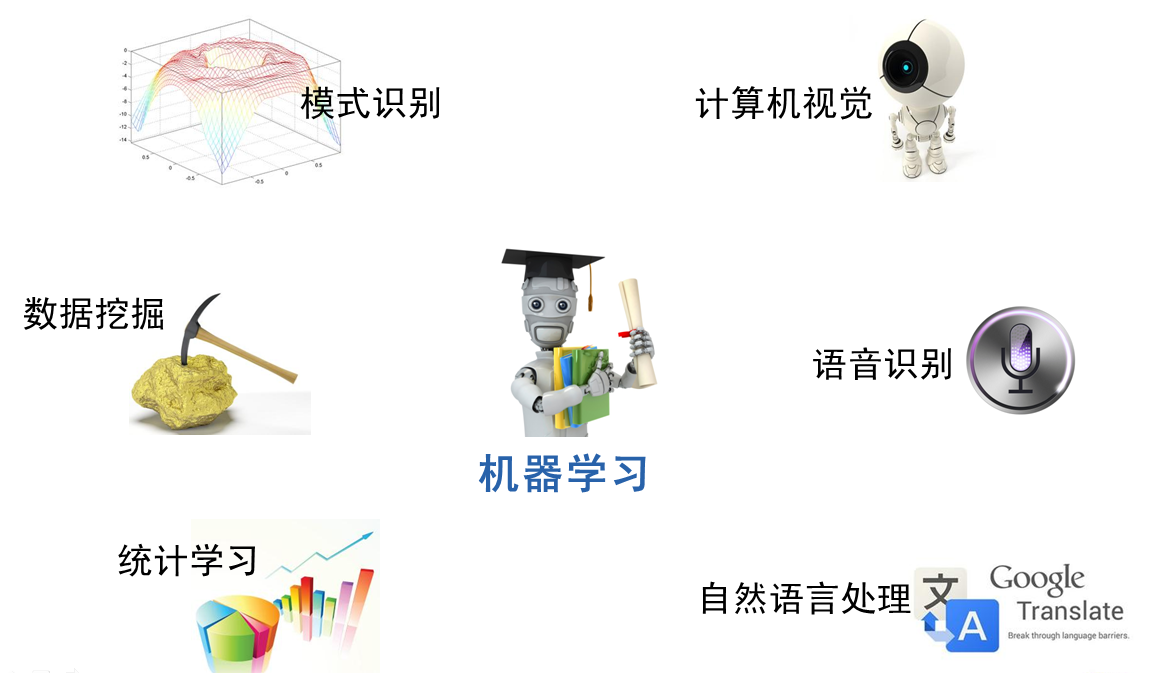 0
-2
-4
-6
-8
-10
-12
-14
0.5
0
-0.5
-0.5
0
0.5
模式识别
计算机视觉
数据挖掘
机器学习
语音识别
统计学习
自然语言处理
文
A
Google
Translate
Break through language barriers.